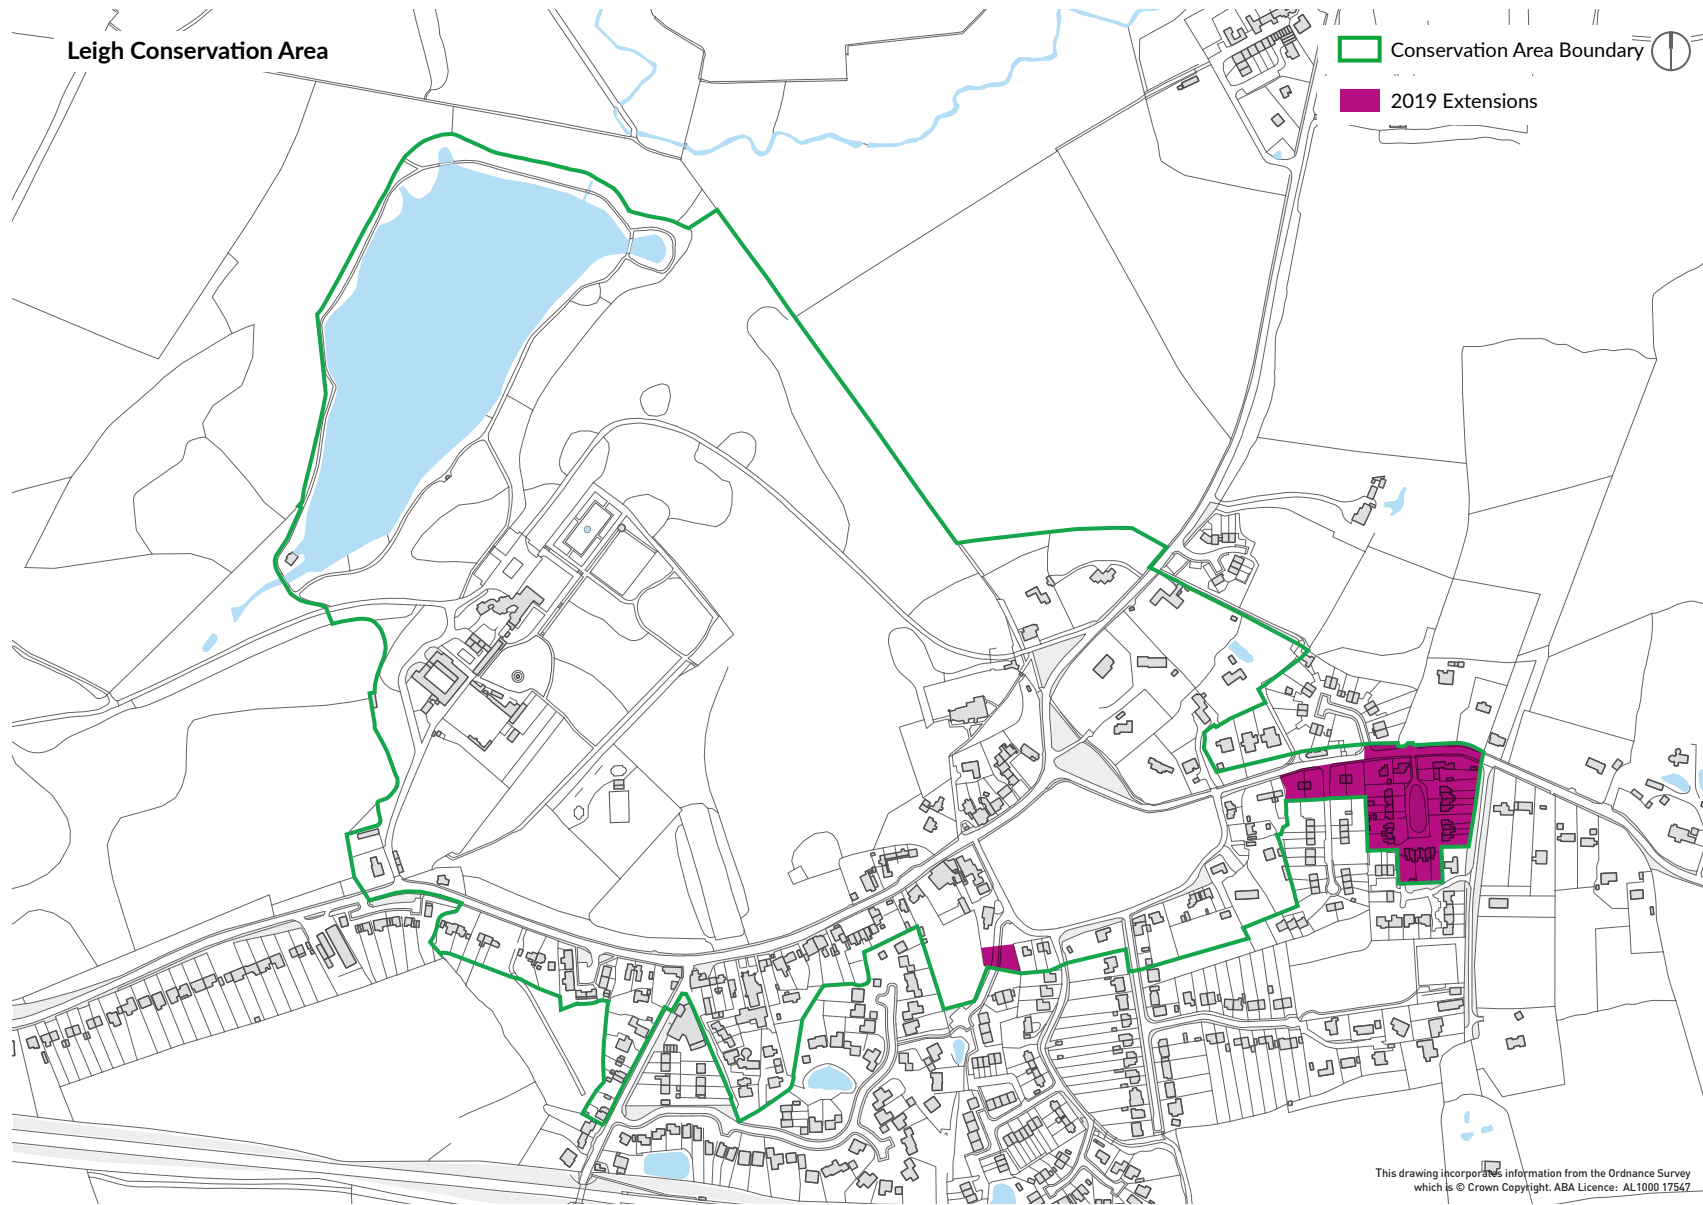 Leigh Conservation Area
Conservation Area Boundary
2019 Extensions
This drawing incorporates information from the Ordnance Survey
which is © Crown Copyright. ABA Licence: AL1000 17547